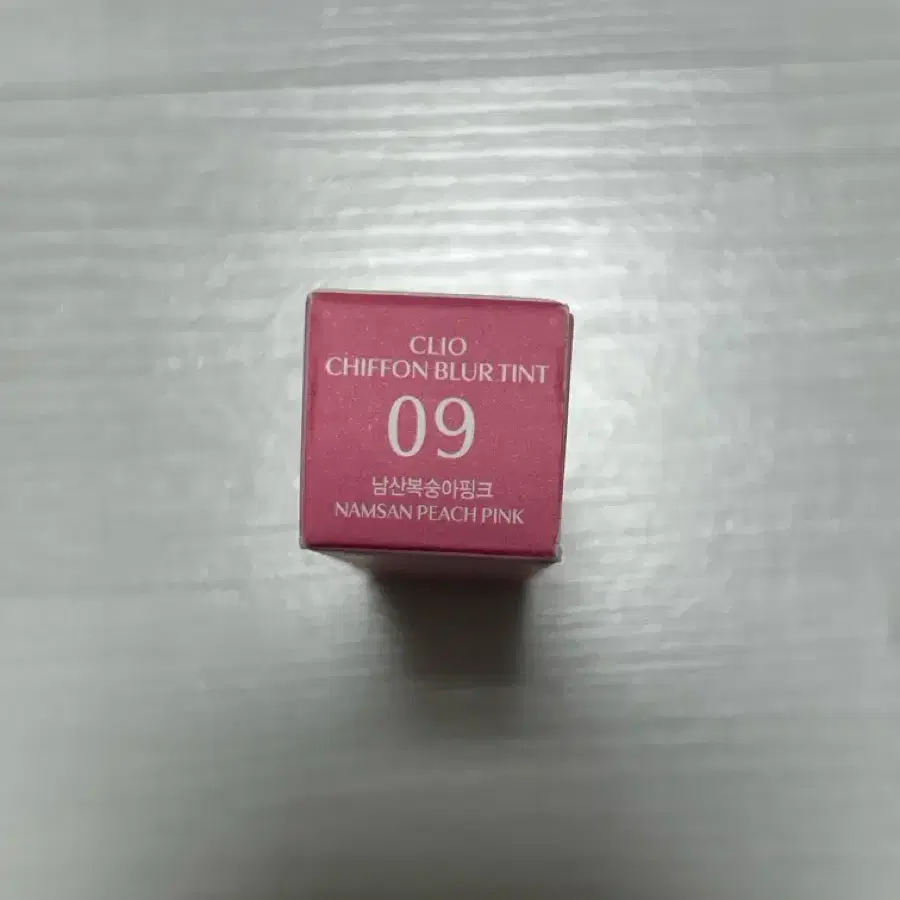 CLIO
CHIFFON BLUR TINT
09
남산복숭아핑크
NAMSAN PEACH PINK